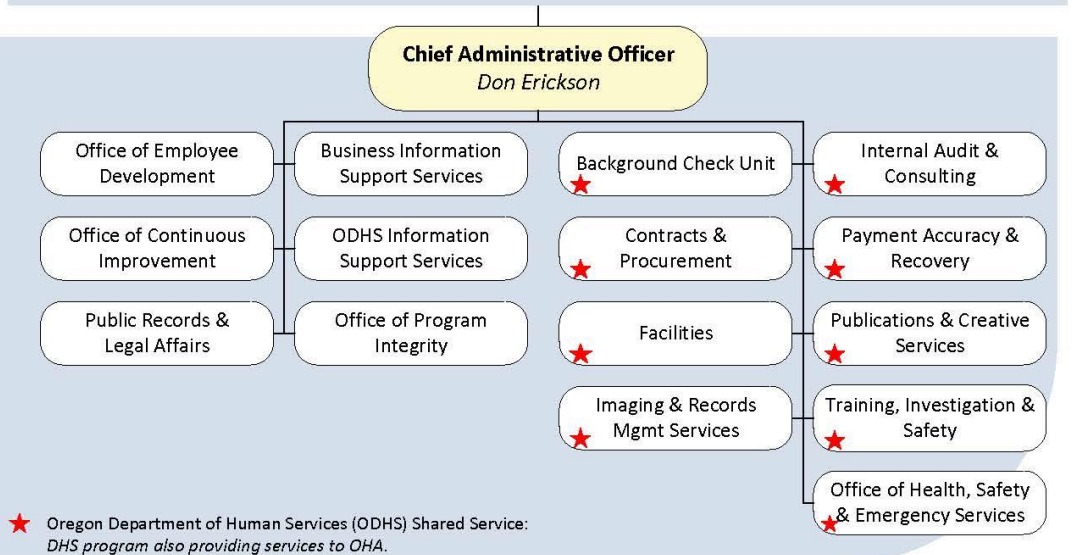 Chief Administrative Officer
Don Erickson
Office of Employee
Development
Business Information
Support Services
Background Check Unit
Internal Audit &
Consulting
Office of Continuous
Improvement
ODHS Information
Support Services
Contracts &
Procurement
Payment Accuracy &
Recovery
Public Records &
Legal Affairs
Office of Program
Integrity
Facilities
Publications & Creative
Services
Imaging & Records
Mgmt Services
Training, Investigation &
Safety
Office of Health, Safety
& Emergency Services
Oregon Department of Human Services (ODHS) Shared Service:
DHS program also providing services to OHA.